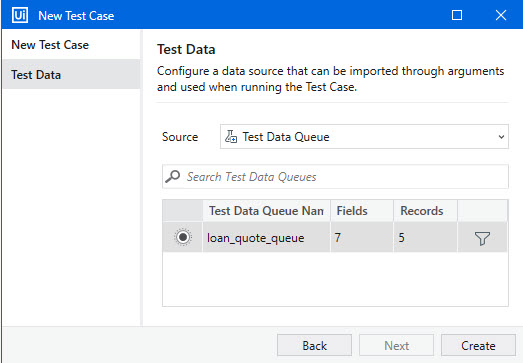 Ui New Test Case
New Test Case
Test Data
Test Data
Configure a data source that can be imported through arguments
and used when running the Test Case.
Source Test Data Queue
Search Test Data Queues
Test Data Queue Nan Fields Records
loan_quote_queue 7 5
Back Next Create